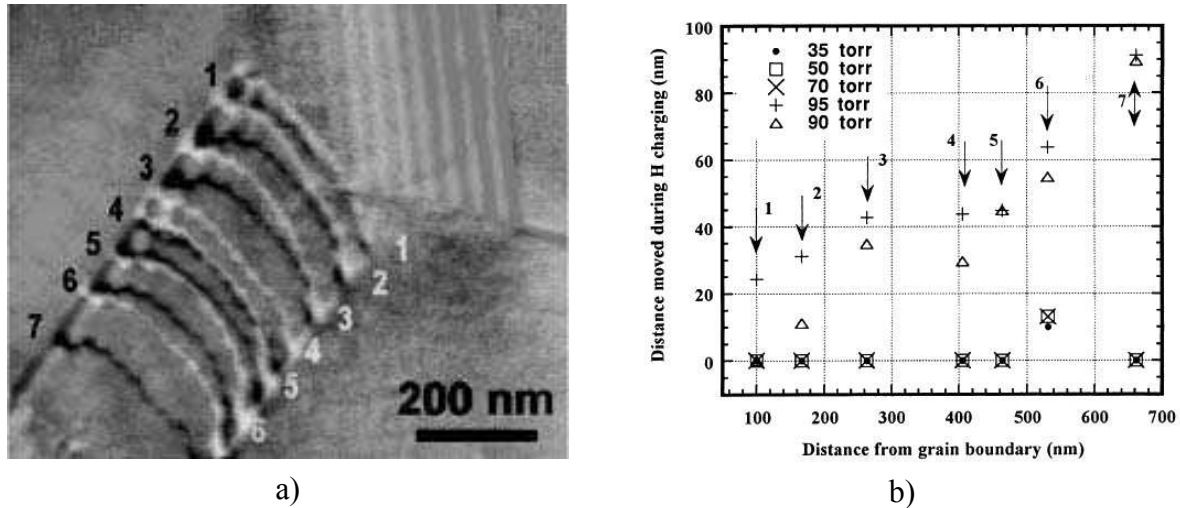 1
2
3
4
5
6
7
1
2
3
4
5
6
200 nm
a)
Distance moved during H charging (nm)
100
80
60
40
20
0
35 torr
50 torr
70 torr
95 torr
90 torr
1
2
3
4
5
6
7
100 200 300 400 500 600 700
Distance from grain boundary (nm)
b)